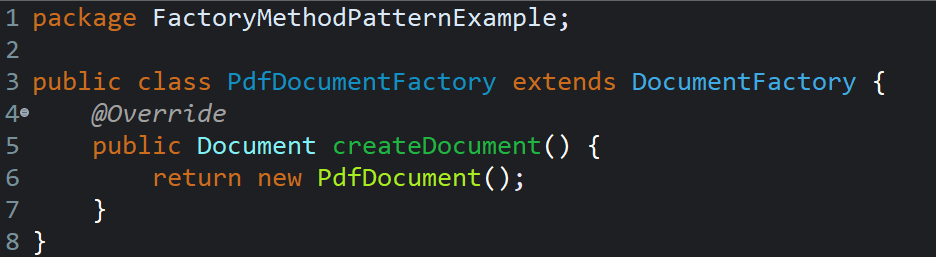 1 package FactoryMethodPatternExample;
2
3 public class PdfDocumentFactory extends DocumentFactory {
4     @Override
5     public Document createDocument() {
6         return new PdfDocument();
7     }
8 }